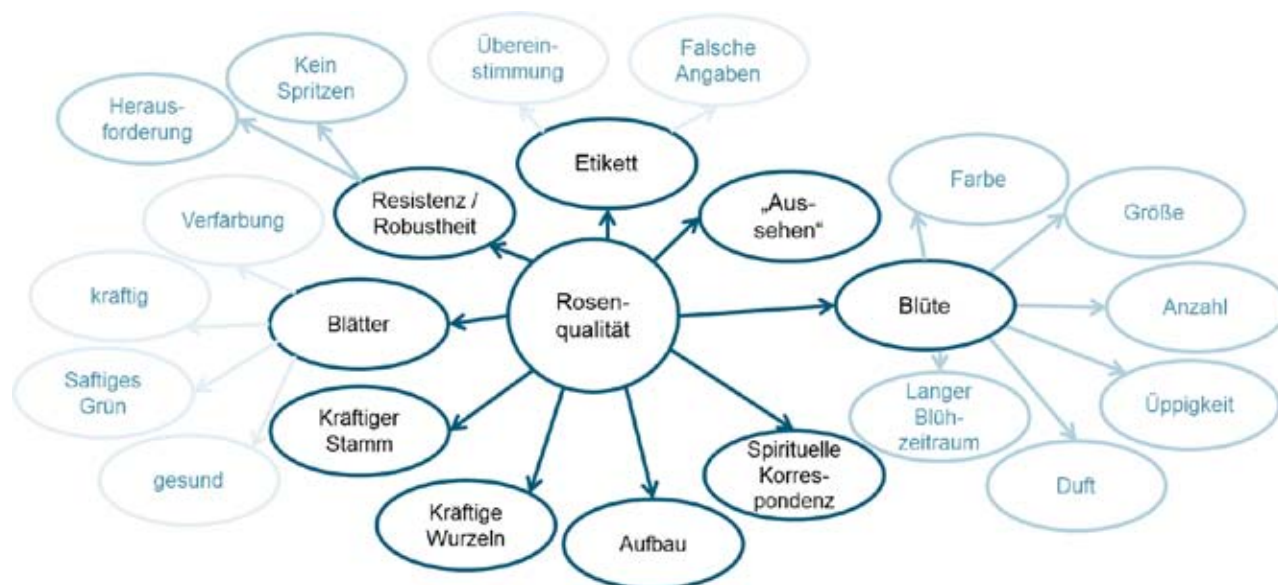 Rosen-
qualität
Etikett
Überein-
stimmung
Falsche
Angaben
„Aus-
sehen“
Blüte
Farbe
Größe
Anzahl
Üppigkeit
Duft
Langer
Blüh-
zeitraum
Spirituelle
Korres-
pondenz
Aufbau
Kräftige
Wurzeln
Kräftiger
Stamm
Blätter
gesund
Saftiges
Grün
kräftig
Verfärbung
Resistenz /
Robustheit
Heraus-
forderung
Kein
Spritzen